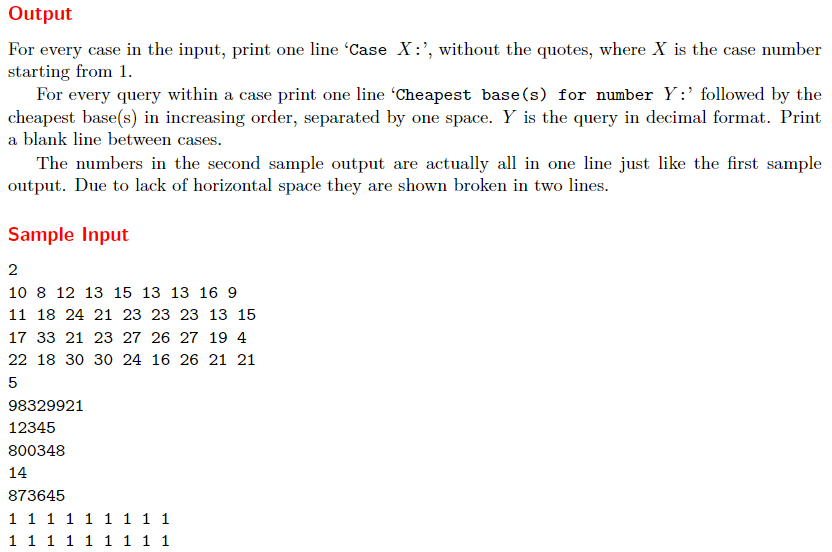 Output
For every case in the input, print one line ‘Case X:’, without the quotes, where X is the case number
starting from 1.
For every query within a case print one line ‘Cheapest base(s) for number Y:’ followed by the
cheapest base(s) in increasing order, separated by one space. Y is the query in decimal format. Print
a blank line between cases.
The numbers in the second sample output are actually all in one line just like the first sample
output. Due to lack of horizontal space they are shown broken in two lines.
Sample Input
2
10 8 12 13 15 13 13 16 9
11 18 24 21 23 23 23 13 15
17 33 21 23 27 26 27 19 4
22 18 30 30 24 16 26 21 21
5
98329921
12345
800348
14
873645
1 1 1 1 1 1 1 1 1
1 1 1 1 1 1 1 1 1